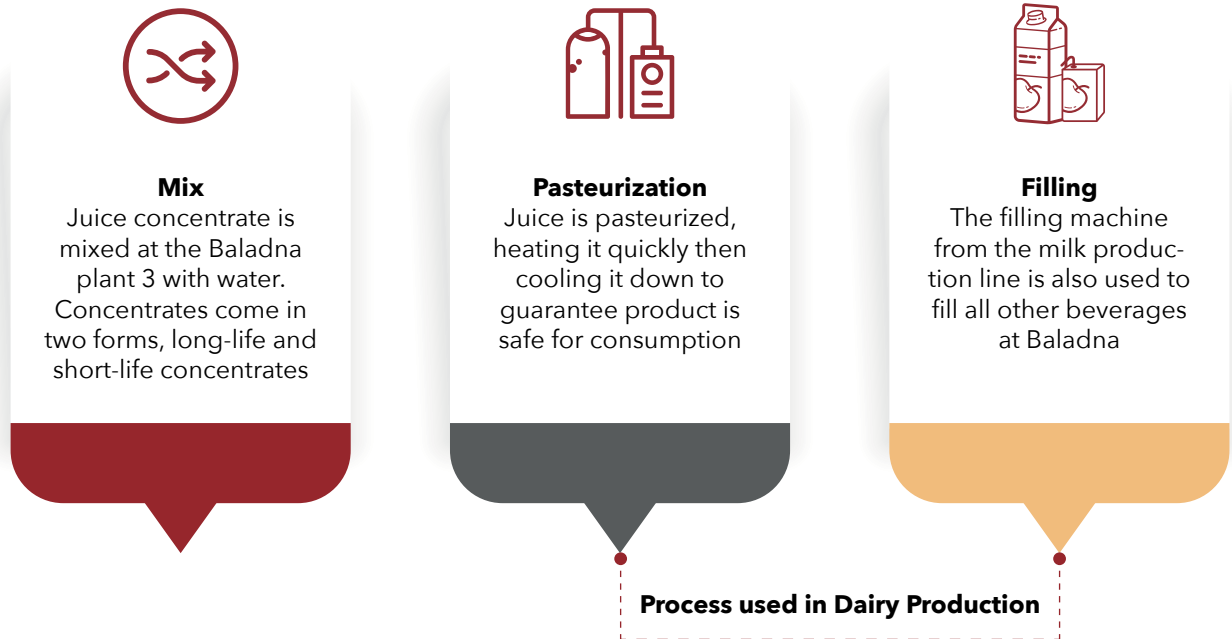 Mix
Juice concentrate is
mixed at the Baladna
plant 3 with water.
Concentrates come in
two forms, long-life and
short-life concentrates
Pasteurization
Juice is pasteurized,
heating it quickly then
cooling it down to
guarantee product is
safe for consumption
Filling
The filling machine
from the milk produc-
tion line is also used to
fill all other beverages
at Baladna
Process used in Dairy Production